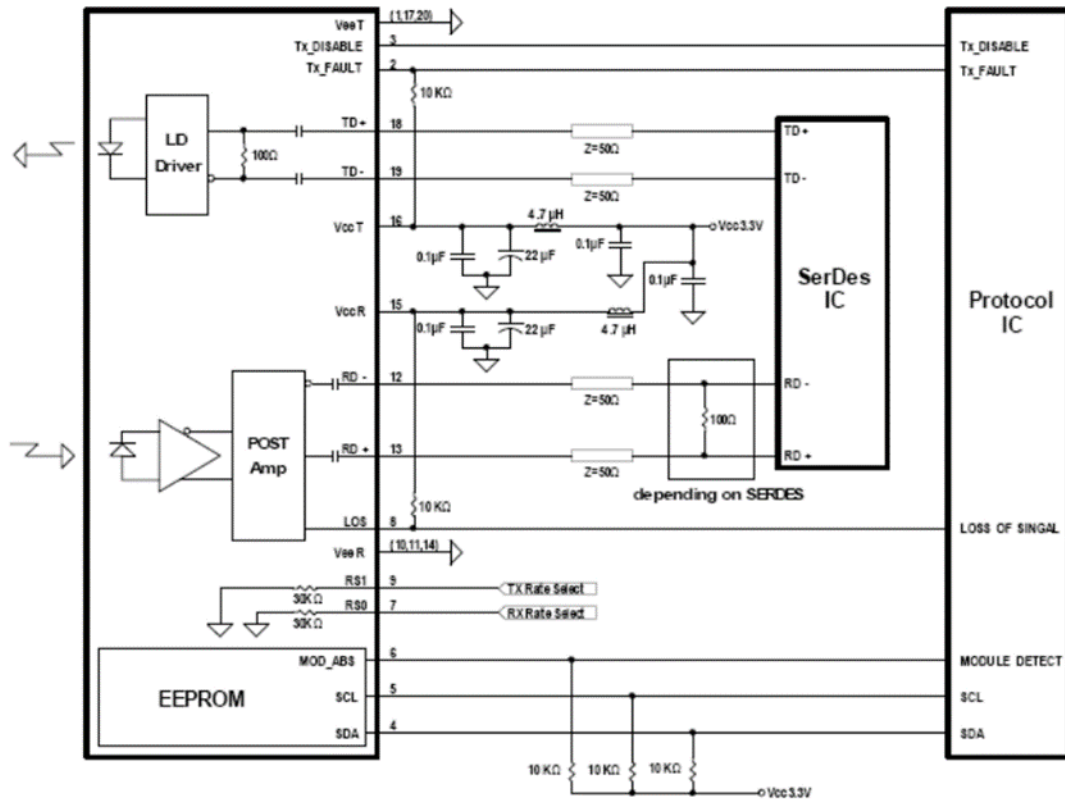 VeeT
(1,17,20)
Tx_DISABLE
3
Tx_DISABLE
Tx_FAULT
2
Tx_FAULT
10 KΩ
LD
Driver
100Ω
TD+
18
Z=50Ω
TD+
TD-
19
Z=50Ω
TD-
VccT
16
4.7 µH
Vcc3.3V
0.1µF
22 µF
0.1µF
0.1µF
SerDes
IC
Protocol
IC
VccR
15
0.1µF
22 µF
4.7 µH
RD -
12
Z=50Ω
RD -
100Ω
POST
Amp
RD +
13
Z=50Ω
RD +
depending on SERDES
10 KΩ
LOS
8
LOSS OF SINGAL
VeeR
(10,11,14)
RS1
9
TX Rate Select
30KΩ
RS0
7
RX Rate Select
30KΩ
EEPROM
MOD_ABS
6
MODULE DETECT
SCL
5
SCL
SDA
4
SDA
10 KΩ
10 KΩ
10 KΩ
Vcc3.3V